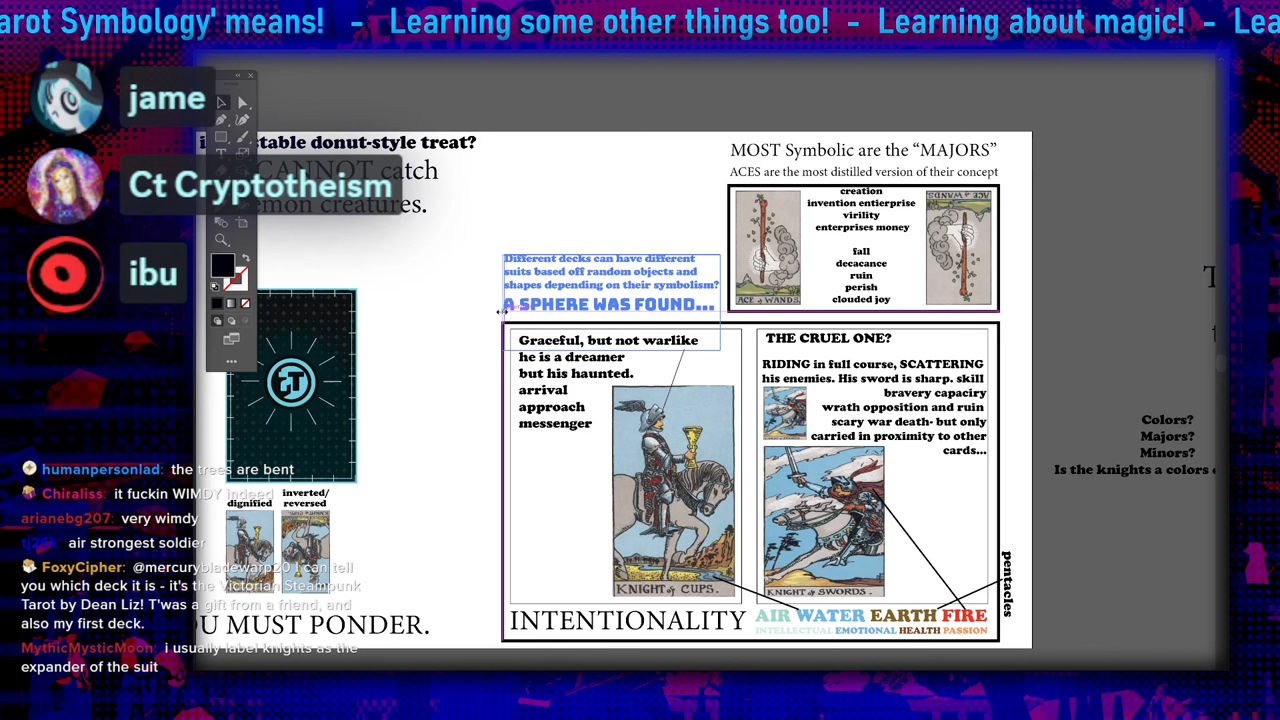 arot Symbology' means! - Learning some other things too! - Learning about magic! - Lea
jame
Ct Cryptotheism
ibu
stable donut-style treat?
CANNOT catch
emon creatures.
MOST Symbolic are the “MAJORS”
ACES are the most distilled version of their concept
creation
invention entierprise
virility
enterprises money
fall
decacance
ruin
perish
clouded joy
ACE of WANDS.
ACE of WANDS.
Different decks can have different
suits based off random objects and
shapes depending on their symbolism?
A SPHERE WAS FOUND...
Graceful, but not warlike
he is a dreamer
but his haunted.
arrival
approach
messenger
KNIGHT of CUPS.
THE CRUEL ONE?
RIDING in full course, SCATTERING
his enemies. His sword is sharp. skill
bravery capaciry
wrath opposition and ruin
scary war death- but only
carried in proximity to other
cards...
KNIGHT of SWORDS.
INTENTIONALITY
AIR WATER EARTH FIRE
INTELLECTUAL EMOTIONAL HEALTH PASSION
pentacles
Colors?
Majors?
Minors?
Is the knights a colors
dignified
inverted/
reversed
U MUST PONDER.
humanpersonlad: the trees are bent
Chiraliss: it fuckin WIMDY indeed
arianebg207: very wimdy
air strongest soldier
FoxyCipher: @mercurybladewarp20 I can tell
you which deck it is - it's the Victorian Steampunk
Tarot by Dean Liz! T'was a gift from a friend, and
also my first deck.
MythicMysticMoon: i usually label knights as the
expander of the suit